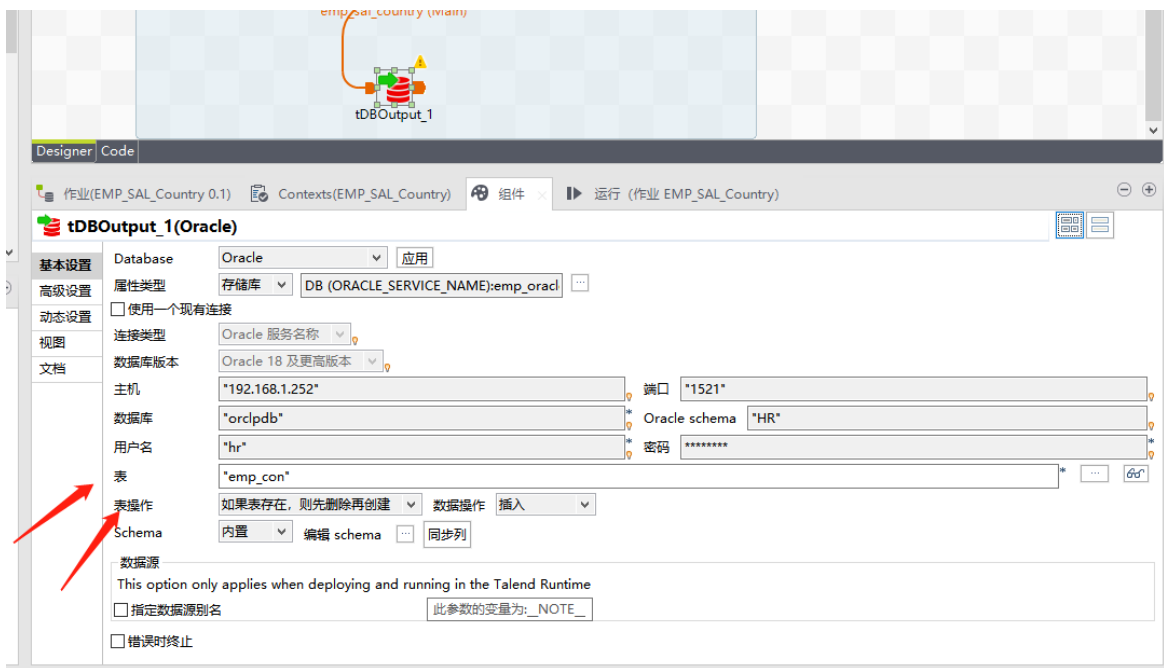 emp_sal_country (Main)
tDBOutput_1
Designer Code
作业(EMP_SAL_Country 0.1) Contexts(EMP_SAL_Country) 组件 运行 (作业 EMP_SAL_Country)
tDBOutput_1(Oracle)
基本设置
高级设置
动态设置
视图
文档
Database Oracle 应用
属性类型 存储库 DB (ORACLE_SERVICE_NAME):emp_oracl ...
使用一个现有连接
连接类型 Oracle 服务名称
数据库版本 Oracle 18 及更高版本
主机 "192.168.1.252" 端口 "1521"
数据库 "orclpdb" * Oracle schema "HR"
用户名 "hr" * 密码 ******** *
表 "emp_con" * ...
表操作 如果表存在，则先删除再创建 数据操作 插入
Schema 内置 编辑 schema ... 同步列
数据源
This option only applies when deploying and running in the Talend Runtime
指定数据源别名 此参数的变量为:__NOTE__
错误时终止